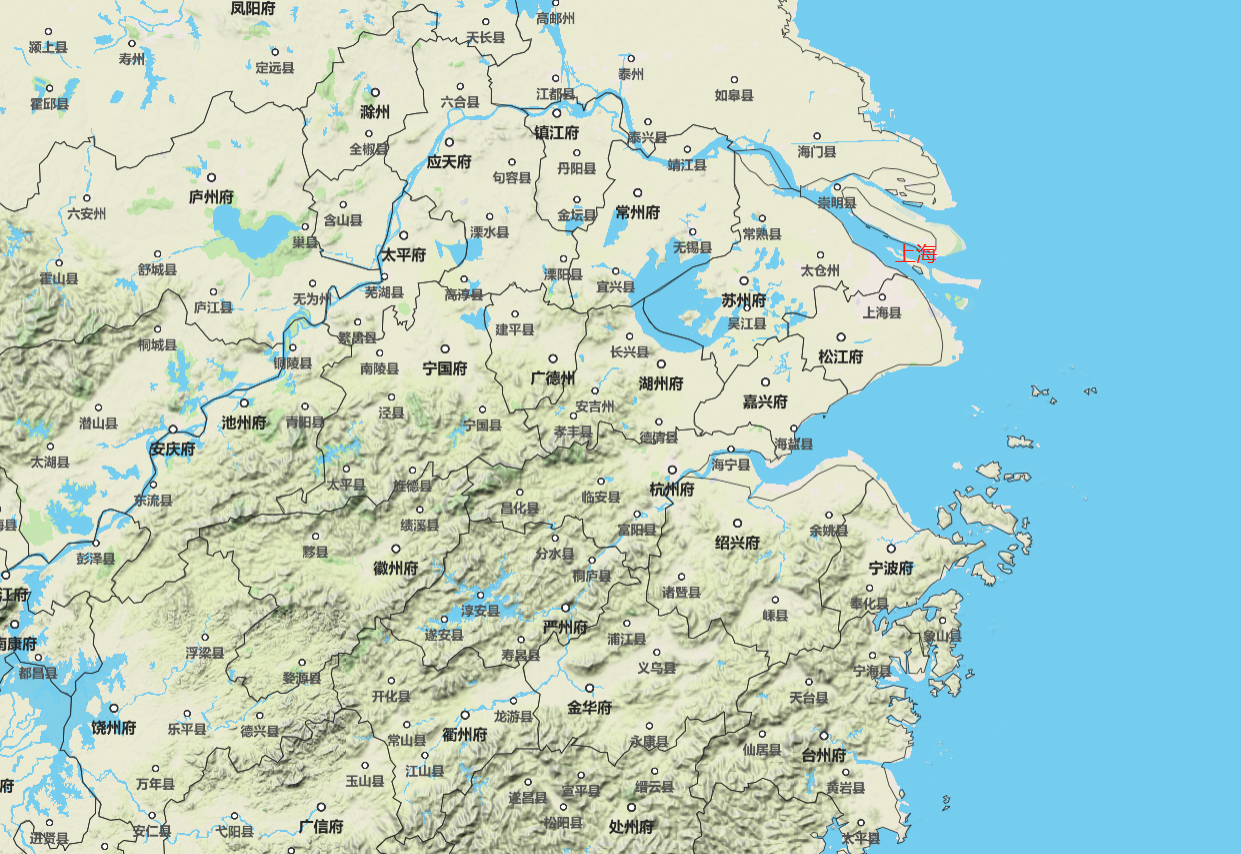 凤阳府
高邮州
天长县
颍上县
寿州
定远县
泰州
霍邱县
六合县
江都县
如皋县
滁州
镇江府
泰兴县
全椒县
应天府
海门县
靖江县
丹阳县
句容县
庐州府
崇明县
六安州
含山县
金坛县
常州府
溧水县
常熟县
巢县
无锡县
太平府
上海
舒城县
霍山县
溧阳县
太仓州
宜兴县
无为州
芜湖县
高淳县
苏州府
庐江县
上海县
吴江县
建平县
繁昌县
桐城县
长兴县
松江府
铜陵县
南陵县
宁国府
广德州
湖州府
嘉兴府
安吉州
泾县
宁国县
潜山县
池州府
青阳县
孝丰县
德清县
海盐县
安庆府
太湖县
海宁县
太平县
旌德县
杭州府
东流县
昌化县
临安县
绩溪县
富阳县
余姚县
黟县
绍兴府
彭泽县
分水县
徽州府
桐庐县
宁波府
江府
诸暨县
奉化县
淳安县
嵊县
严州府
遂安县
浦江县
象山县
南康府
浮梁县
寿昌县
义乌县
都昌县
婺源县
宁海县
开化县
天台县
金华府
龙游县
饶州府
乐平县
德兴县
衢州府
常山县
永康县
仙居县
台州府
江山县
府
万年县
玉山县
遂昌县
宣平县
缙云县
黄岩县
松阳县
广信府
处州府
安仁县
弋阳县
进贤县
太平县